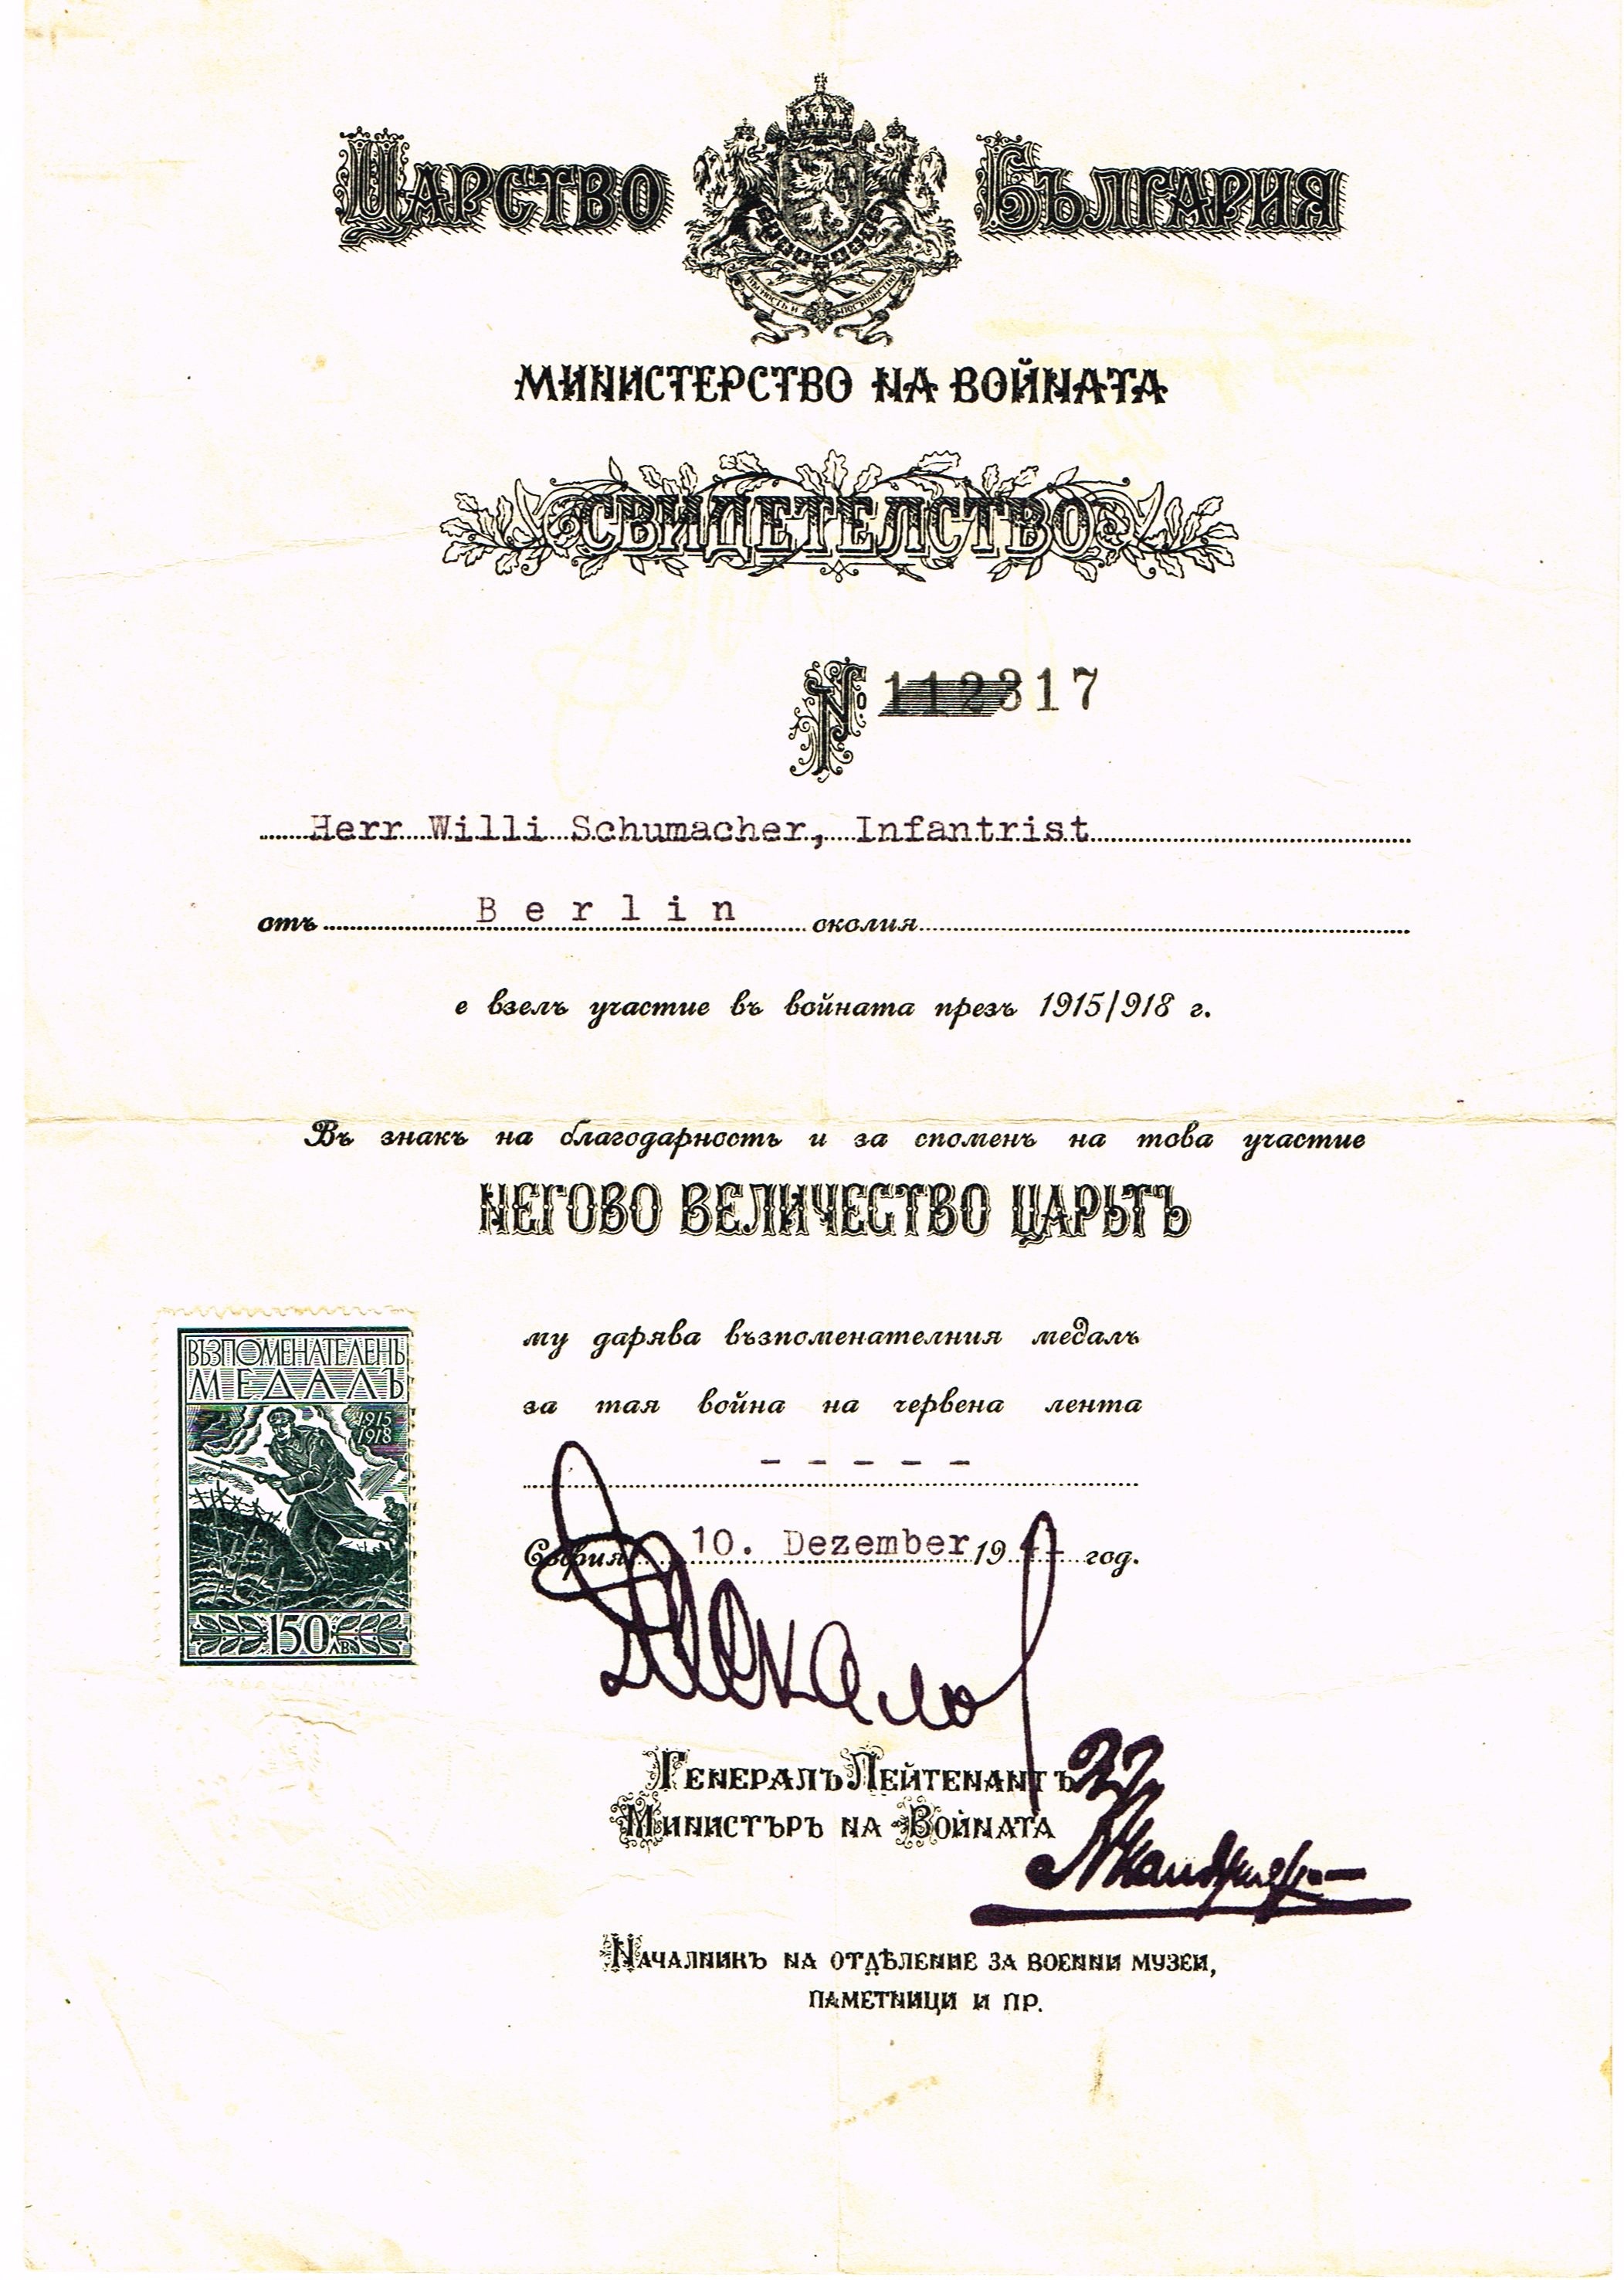 ЦАРСТВО БЪЛГАРИЯ
МИНИСТЕРСТВО НА ВОЙНАТА
СВИДЕТЕЛСТВО
№ 112317
Herr Willi Schumacher, Infantrist
отъ Berlin околия
е взелъ участие въ войната презъ 1915/918 г.
Въ знакъ на благодарность и за споменъ на това участие
НЕГОВО ВЕЛИЧЕСТВО ЦАРЬТЪ
му дарява възпоменателния медалъ
за тая война на червена лента
- - - - -
София 10. Dezember 19 год.
ВЪЗПОМЕНАТЕЛЕНЪ
МЕДАЛЪ
1915
1918
150 ЛВ.
ГЕНЕРАЛЪ ЛЕЙТЕНАНТЪ
МИНИСТЪРЪ НА ВОЙНАТА
НАЧАЛНИКЪ НА ОТДѢЛЕНИЕ ЗА ВОЕННИ МУЗЕИ,
ПАМЕТНИЦИ И ПР.